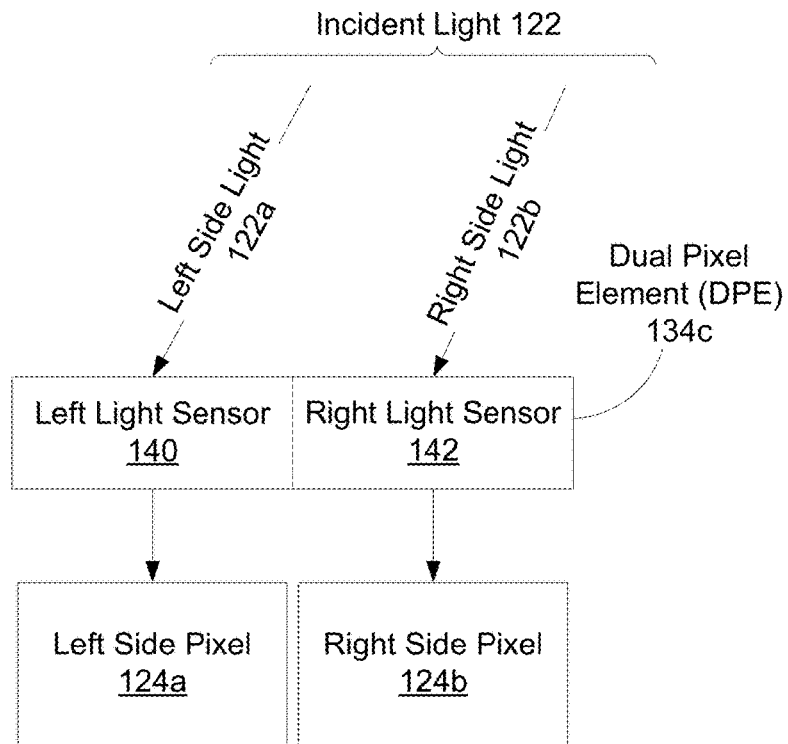 Incident Light 122
Left Side Light
122a
Right Side Light
122b
Dual Pixel
Element (DPE)
134c
Left Light Sensor
140
Right Light Sensor
142
Left Side Pixel
124a
Right Side Pixel
124b